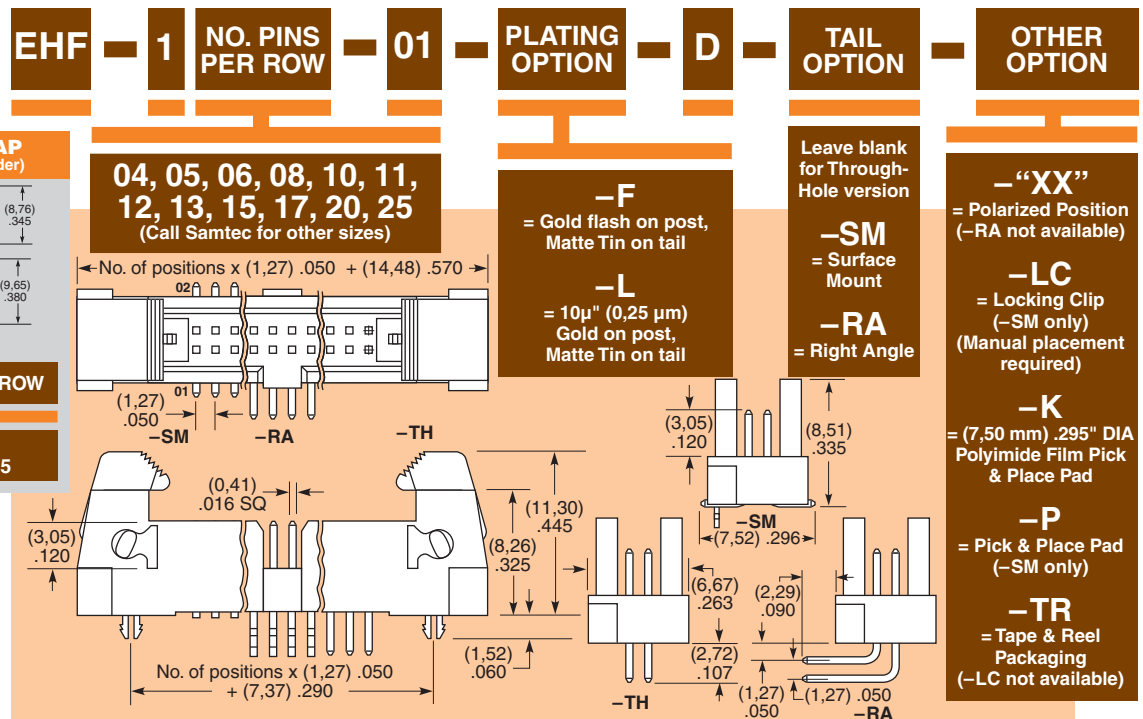 EHF – 1 NO. PINS PER ROW – 01 – PLATING OPTION – D – TAIL OPTION – OTHER OPTION
AP
der)
(8,76)
.345
(9,65)
.380
ROW
5
04, 05, 06, 08, 10, 11,
12, 13, 15, 17, 20, 25
(Call Samtec for other sizes)
–F
= Gold flash on post,
Matte Tin on tail
–L
= 10µ" (0,25 µm)
Gold on post,
Matte Tin on tail
Leave blank
for Through-
Hole version
–SM
= Surface
Mount
–RA
= Right Angle
–“XX”
= Polarized Position
(–RA not available)
–LC
= Locking Clip
(–SM only)
(Manual placement
required)
–K
= (7,50 mm) .295" DIA
Polyimide Film Pick
& Place Pad
–P
= Pick & Place Pad
(–SM only)
–TR
= Tape & Reel
Packaging
(–LC not available)
No. of positions x (1,27) .050 + (14,48) .570
02
01
(1,27)
.050
–SM
–RA
–TH
(0,41)
.016 SQ
(3,05)
.120
(11,30)
.445
(8,26)
.325
(1,52)
.060
No. of positions x (1,27) .050
+ (7,37) .290
(3,05)
.120
(8,51)
.335
–SM
(7,52) .296
(6,67)
.263
(2,72)
.107
–TH
(2,29)
.090
(1,27)
.050
(1,27) .050
–RA